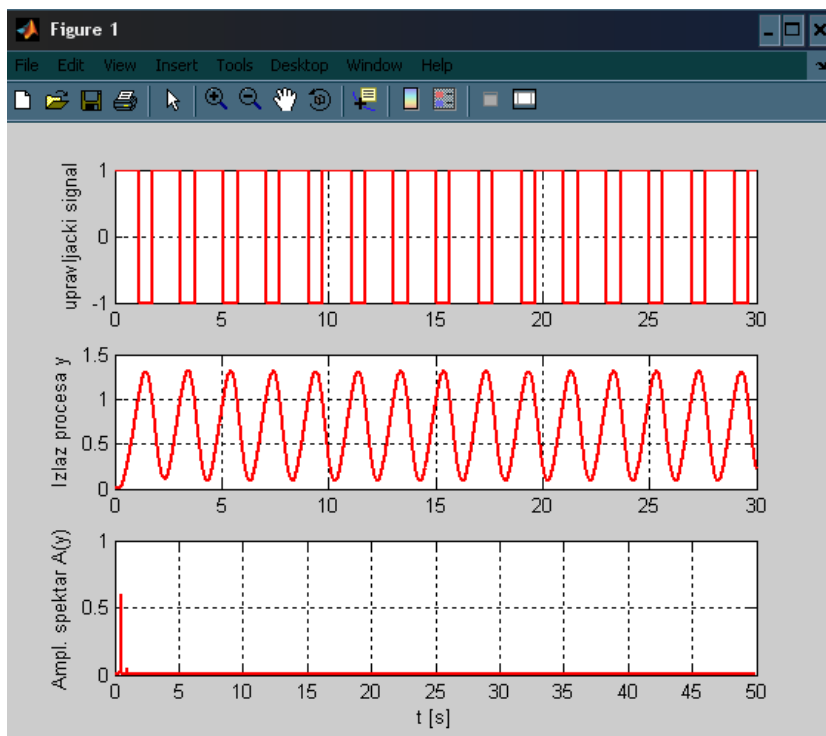 Figure 1
File Edit View Insert Tools Desktop Window Help
upravljacki signal
1
0
-1
0 5 10 15 20 25 30
Izlaz procesa y
1.5
1
0.5
0
0 5 10 15 20 25 30
Ampl. spektar A(y)
1
0.5
0
0 5 10 15 20 25 30 35 40 45 50
t [s]